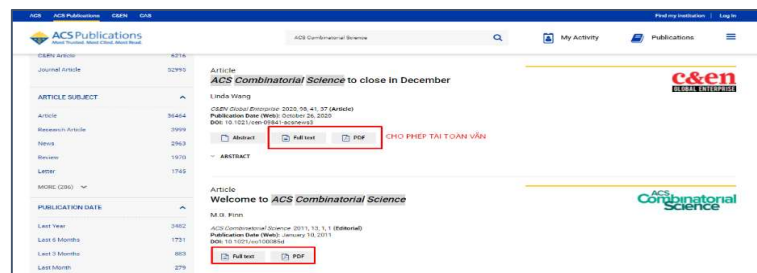 ACS
ACS Publications
C&EN
CAS
Find my institution | Log In
ACS Publications
Most Trusted. Most Cited. Most Read.
ACS Combinatorial Science
My Activity
Publications
C&EN Article 6216
Journal Article 52995
ARTICLE SUBJECT
Article 36464
Research Article 3999
News 2963
Review 1970
Letter 1745
MORE (286)
PUBLICATION DATE
Last Year 3402
Last 6 Months 1731
Last 3 Months 883
Last Month 279
Article
ACS Combinatorial Science to close in December
Linda Wang
C&EN Global Enterprise 2020, 98, 41, 37 (Article)
Publication Date (Web): October 26, 2020
DOI: 10.1021/cen-09841-acsnews3
Abstract
Full text
PDF
CHO PHÉP TẢI TOÀN VĂN
ABSTRACT
c&en
GLOBAL ENTERPRISE
Article
Welcome to ACS Combinatorial Science
M.G. Finn
ACS Combinatorial Science 2011, 13, 1, 1 (Editorial)
Publication Date (Web): January 10, 2011
DOI: 10.1021/co100085d
Full text
PDF
ACS
Combinatorial
Science